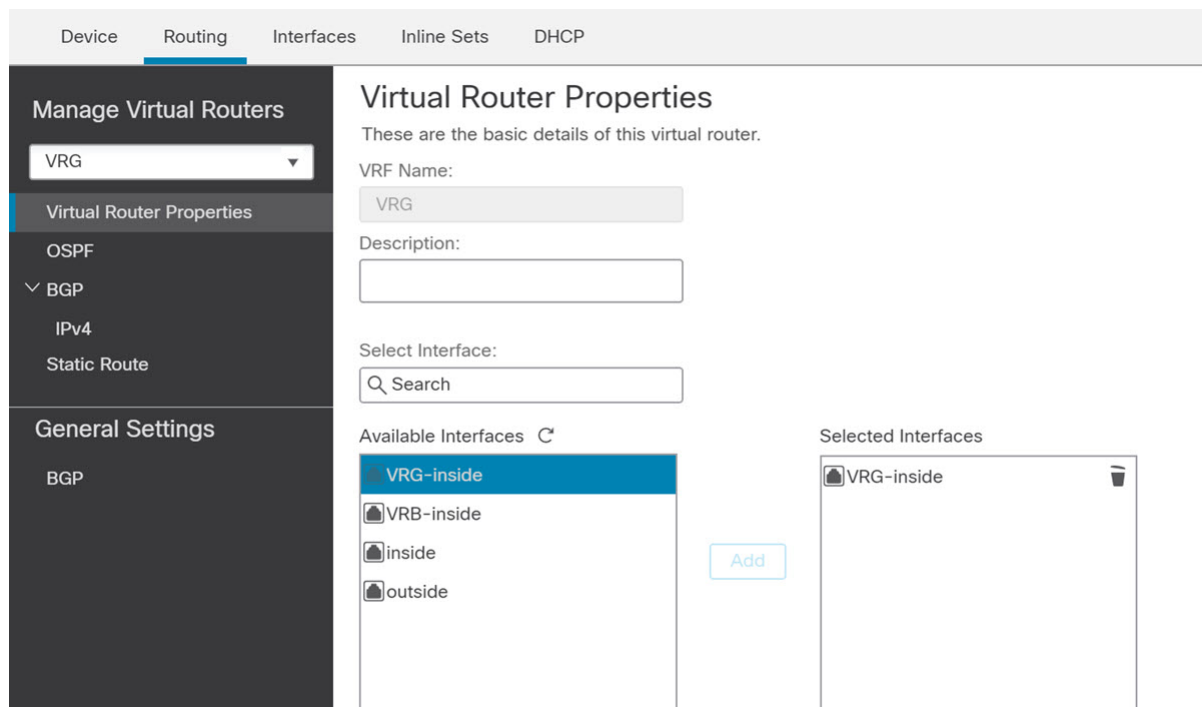 Device Routing Interfaces Inline Sets DHCP
Manage Virtual Routers
VRG
Virtual Router Properties
OSPF
BGP
IPv4
Static Route
General Settings
BGP
Virtual Router Properties
These are the basic details of this virtual router.
VRF Name:
VRG
Description:
Select Interface:
Search
Available Interfaces
VRG-inside
VRB-inside
inside
outside
Add
Selected Interfaces
VRG-inside